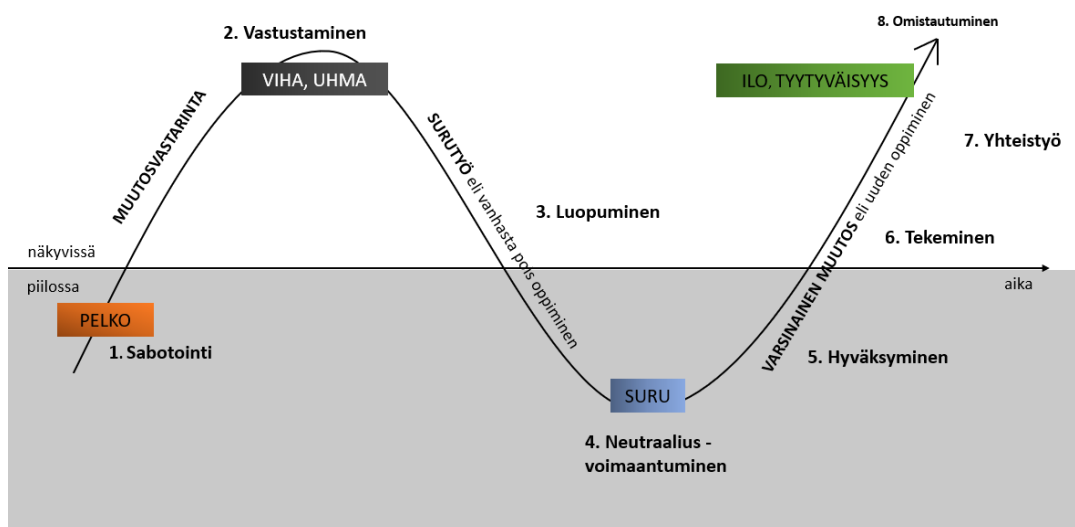 8. Omistautuminen
2. Vastustaminen
VIHA, UHMA
ILO, TYYTYVÄISYYS
MUUTOSVASTARINTA
SURUTYÖ eli vanhasta pois oppiminen
7. Yhteistyö
3. Luopuminen
6. Tekeminen
VARSINAINEN MUUTOS eli uuden oppiminen
näkyvissä
piilossa
aika
PELKO
1. Sabotointi
5. Hyväksyminen
SURU
4. Neutraalius -
voimaantuminen